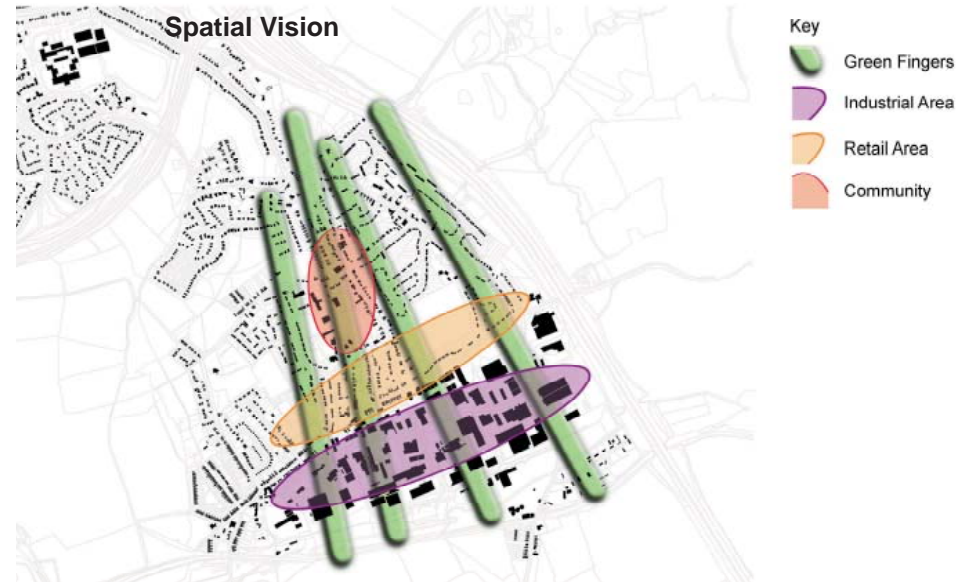 Spatial Vision
Key
Green Fingers
Industrial Area
Retail Area
Community